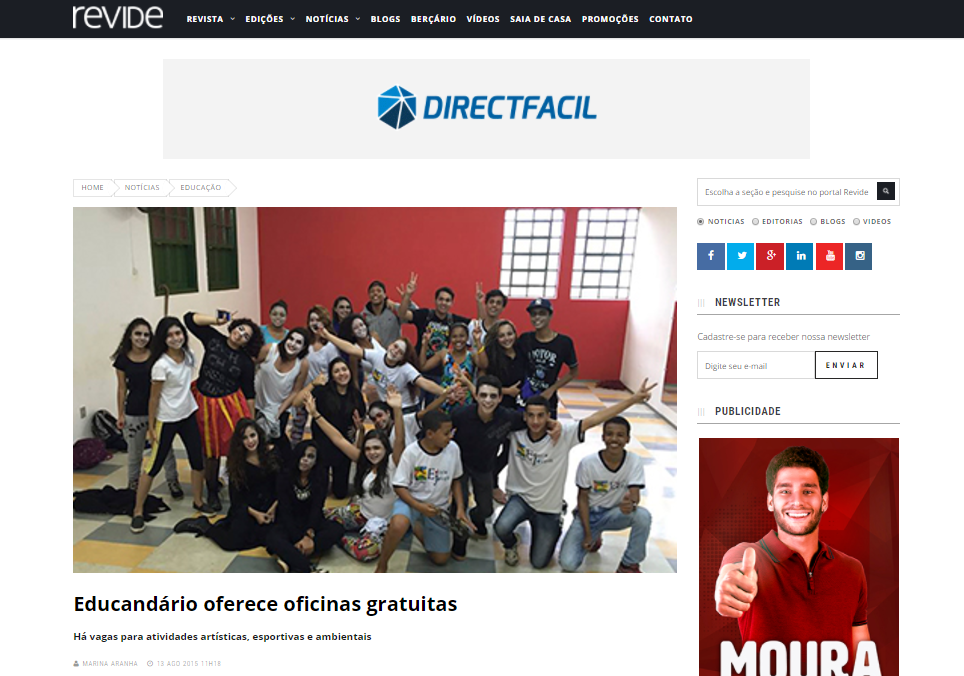 revide
REVISTA EDIÇÕES NOTÍCIAS BLOGS BERÇÁRIO VÍDEOS SAIA DE CASA PROMOÇÕES CONTATO
DIRECTFACIL
HOME NOTÍCIAS EDUCAÇÃO
Escolha a seção e pesquise no portal Revide
NOTICIAS EDITORIAS BLOGS VIDEOS
NEWSLETTER
Cadastre-se para receber nossa newsletter
Digite seu e-mail ENVIAR
PUBLICIDADE
MOURA
Educandário oferece oficinas gratuitas
Há vagas para atividades artísticas, esportivas e ambientais
MARINA ARANHA 13 AGO 2015 11H18